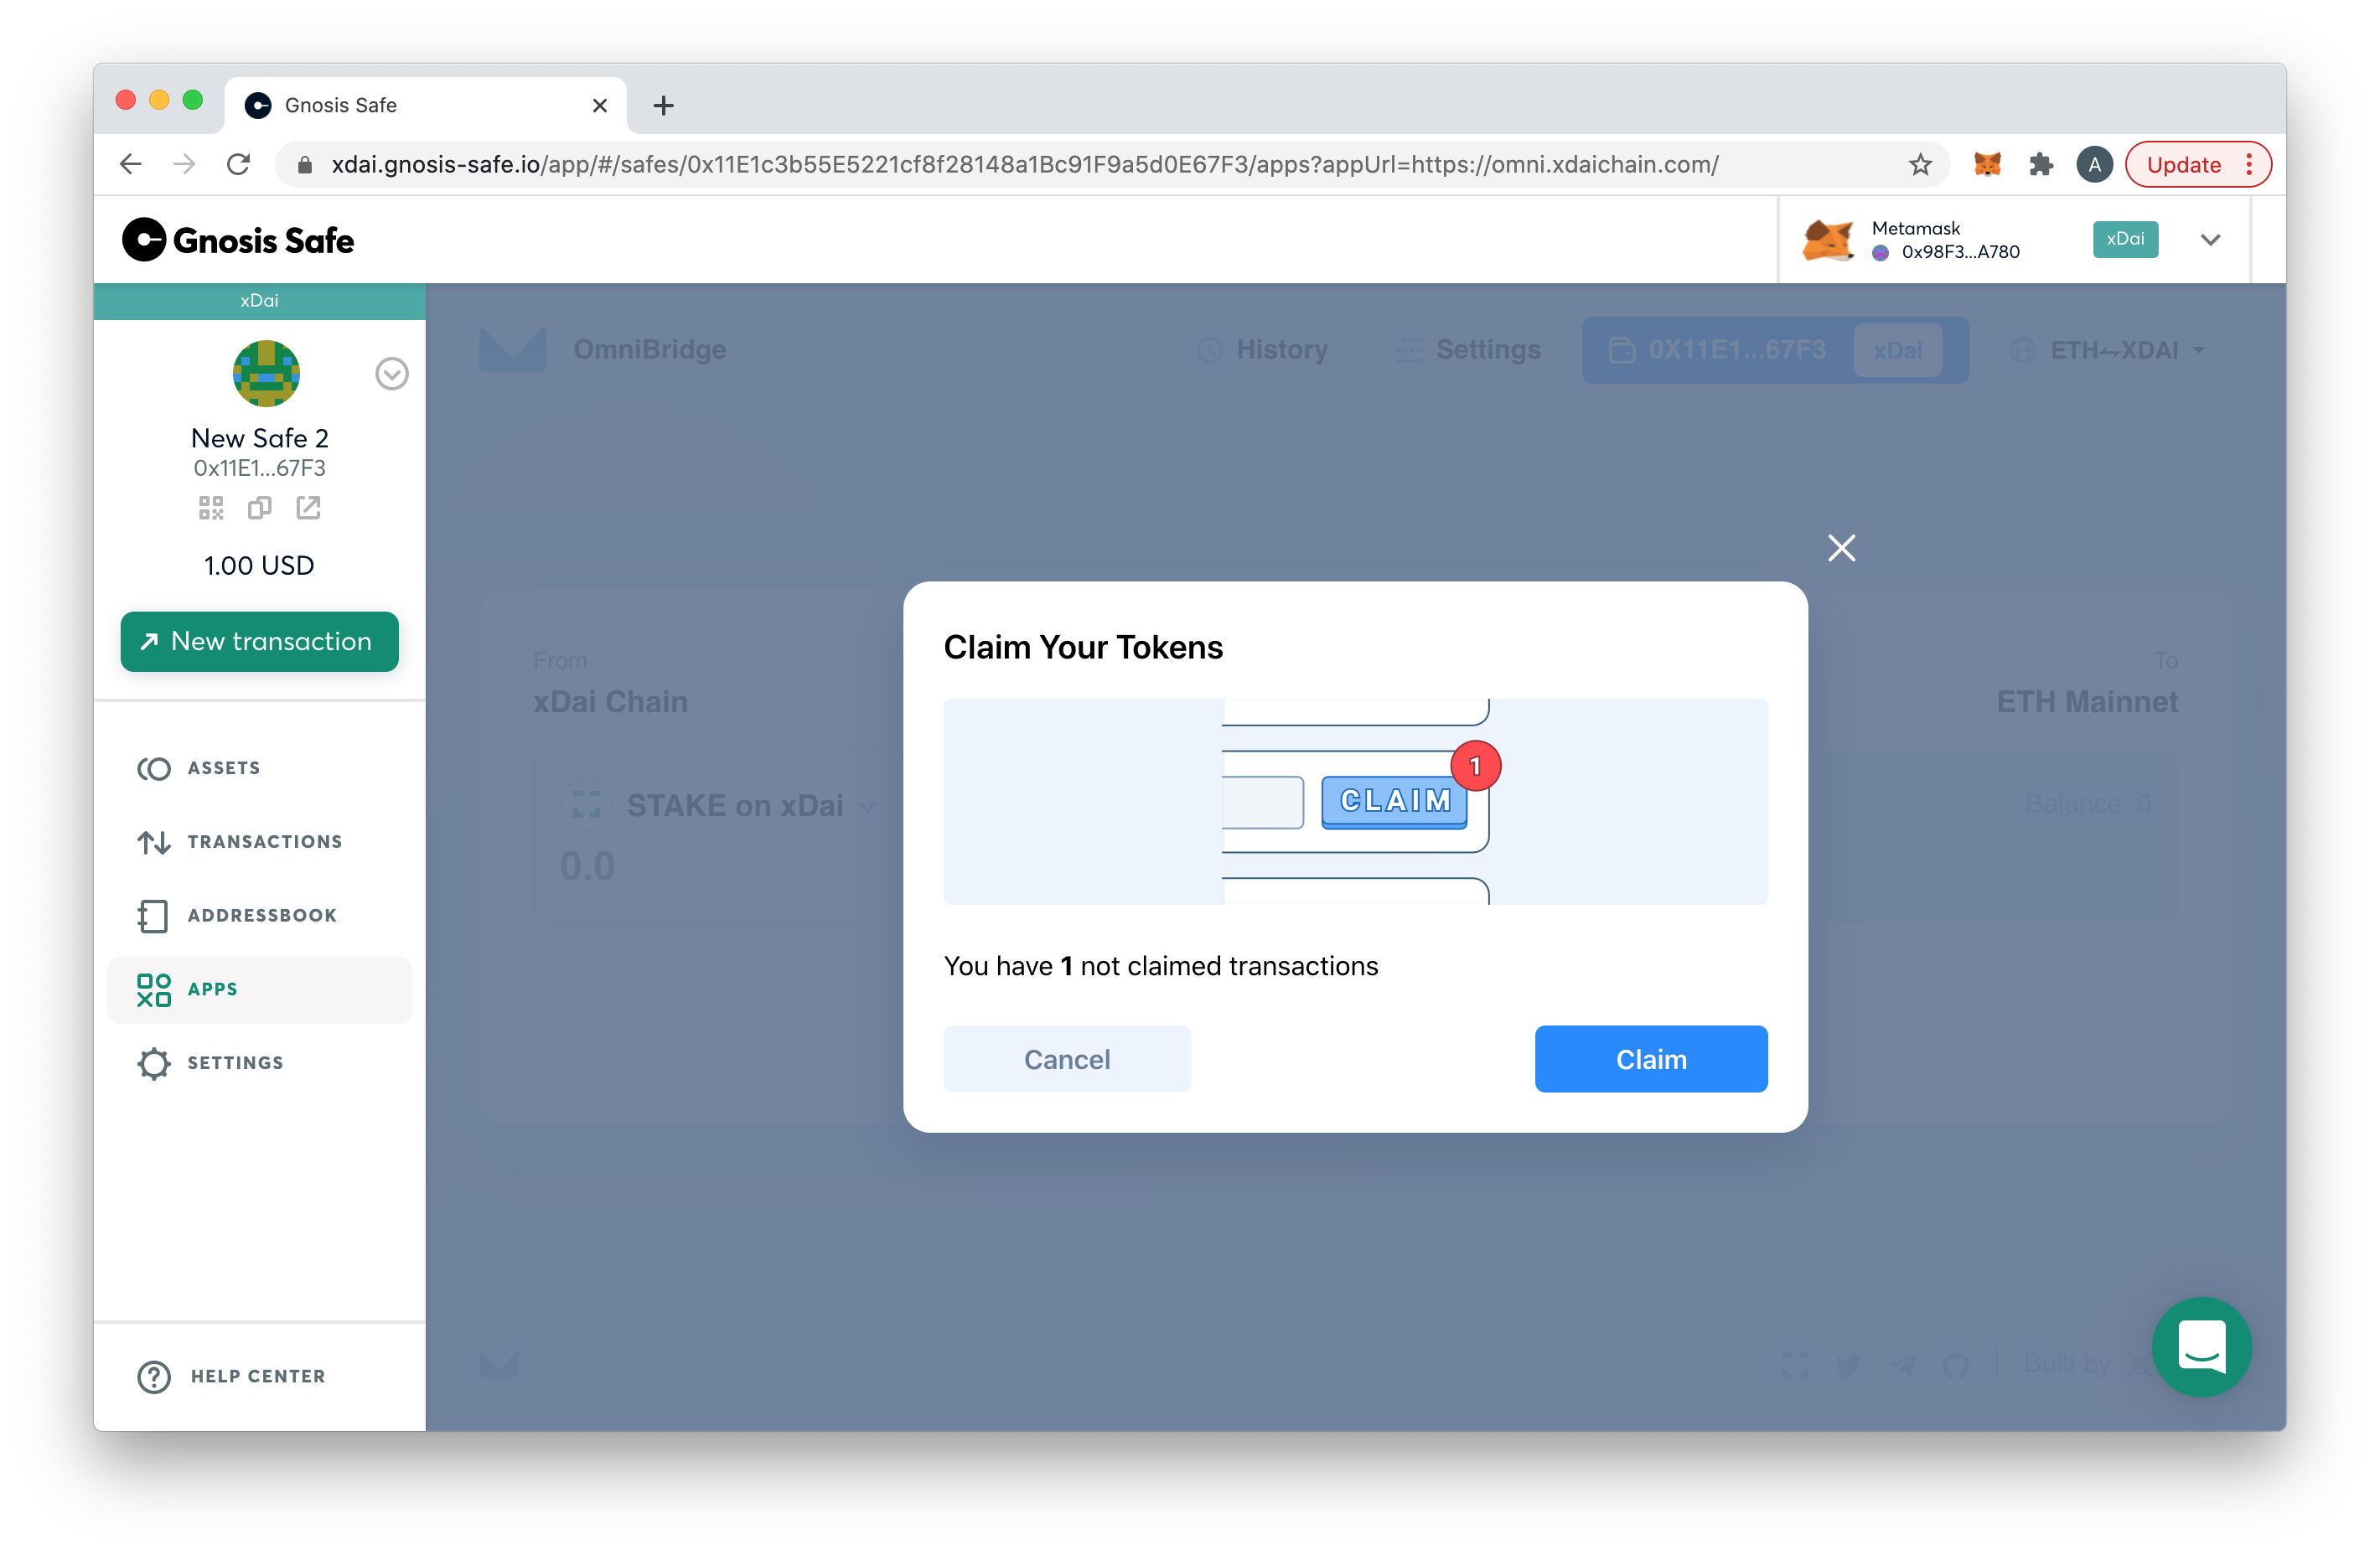 Gnosis Safe
xdai.gnosis-safe.io/app/#/safes/0x11E1c3b55E5221cf8f28148a1Bc91F9a5d0E67F3/apps?appUrl=https://omni.xdaichain.com/
A
Update
Gnosis Safe
Metamask
0x98F3...A780
xDai
xDai
New Safe 2
0x11E1...67F3
1.00 USD
New transaction
ASSETS
TRANSACTIONS
ADDRESSBOOK
APPS
SETTINGS
HELP CENTER
OmniBridge
History
Settings
0X11E1...67F3
xDai
ETH⇋XDAI
From
xDai Chain
STAKE on xDai
0.0
To
ETH Mainnet
Balance: 0
Claim Your Tokens
CLAIM
1
You have 1 not claimed transactions
Cancel
Claim
Built by